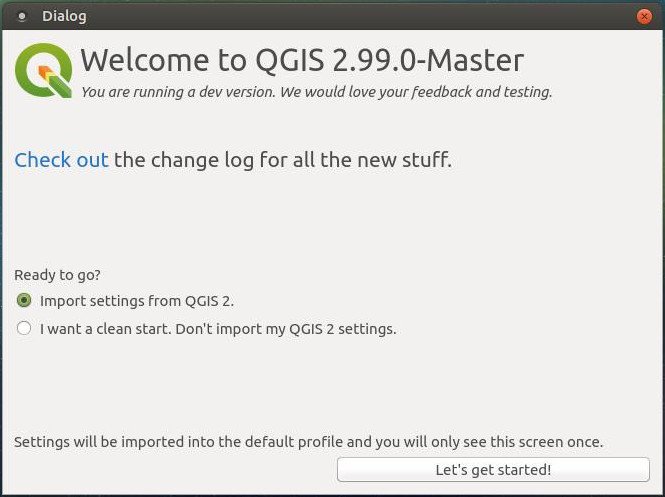 Dialog
Welcome to QGIS 2.99.0-Master
You are running a dev version. We would love your feedback and testing.
Check out the change log for all the new stuff.
Ready to go?
Import settings from QGIS 2.
I want a clean start. Don't import my QGIS 2 settings.
Settings will be imported into the default profile and you will only see this screen once.
Let's get started!